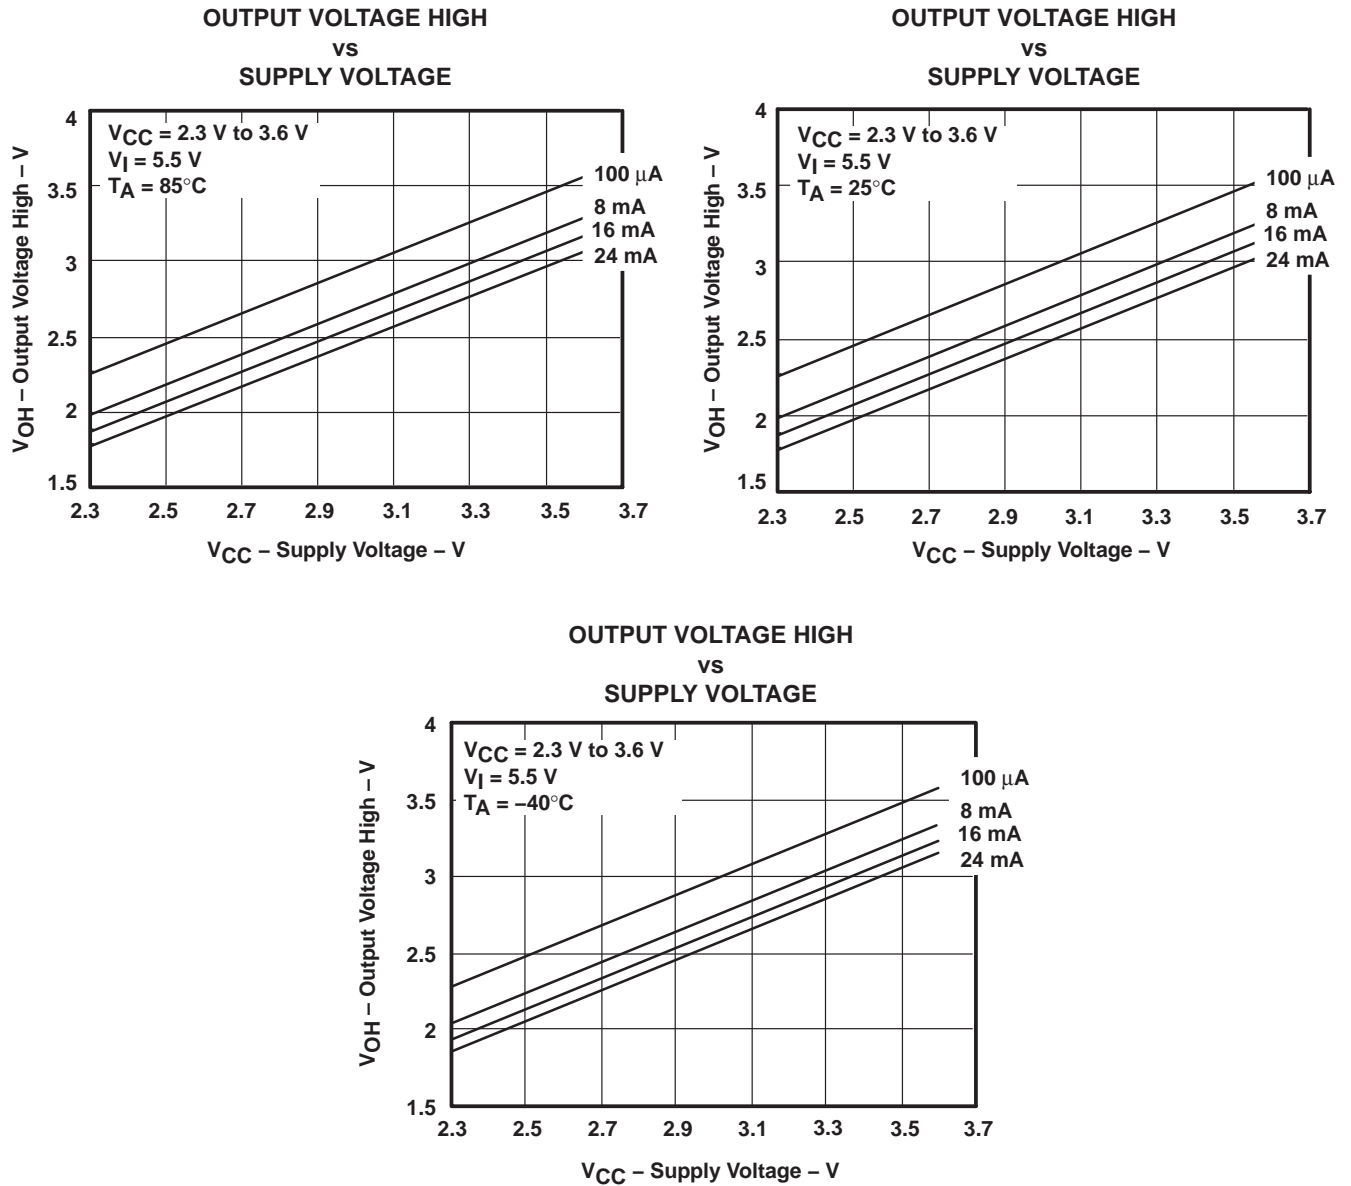 OUTPUT VOLTAGE HIGH
vs
SUPPLY VOLTAGE
VCC = 2.3 V to 3.6 V
VI = 5.5 V
TA = 85°C
100 μA
8 mA
16 mA
24 mA
4
3.5
3
2.5
2
1.5
VOH – Output Voltage High – V
2.3 2.5 2.7 2.9 3.1 3.3 3.5 3.7
VCC – Supply Voltage – V
OUTPUT VOLTAGE HIGH
vs
SUPPLY VOLTAGE
VCC = 2.3 V to 3.6 V
VI = 5.5 V
TA = 25°C
100 μA
8 mA
16 mA
24 mA
4
3.5
3
2.5
2
1.5
VOH – Output Voltage High – V
2.3 2.5 2.7 2.9 3.1 3.3 3.5 3.7
VCC – Supply Voltage – V
OUTPUT VOLTAGE HIGH
vs
SUPPLY VOLTAGE
VCC = 2.3 V to 3.6 V
VI = 5.5 V
TA = –40°C
100 μA
8 mA
16 mA
24 mA
4
3.5
3
2.5
2
1.5
VOH – Output Voltage High – V
2.3 2.5 2.7 2.9 3.1 3.3 3.5 3.7
VCC – Supply Voltage – V